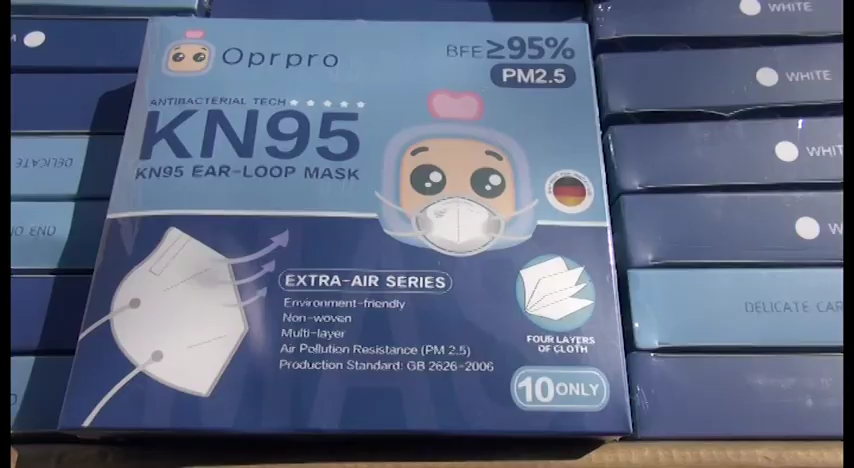 Oprpro
BFE≥95%
PM2.5
ANTIBACTERIAL TECH
KN95
KN95 EAR-LOOP MASK
EXTRA-AIR SERIES
Environment-friendly
Non-woven
Multi-layer
Air Pollution Resistance (PM 2.5)
Production Standard: GB 2626-2006
FOUR LAYERS
OF CLOTH
10 ONLY
WHITE
WHITE
WHIT
W
DELICATE CAR
DELICATE